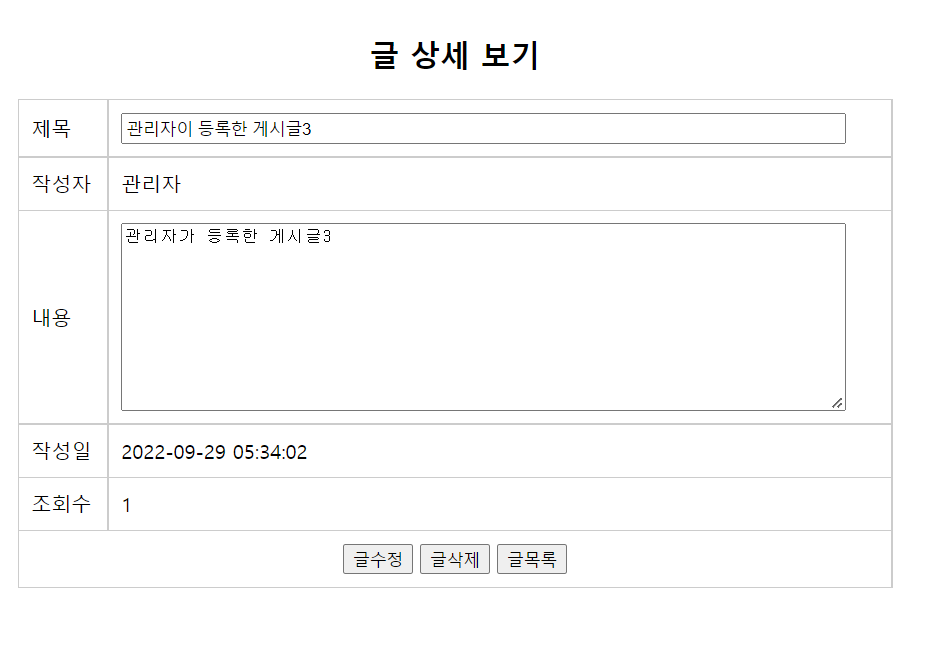 글 상세 보기
제목 관리자이 등록한 게시글3
작성자 관리자
내용 관리자가 등록한 게시글3
작성일 2022-09-29 05:34:02
조회수 1
글수정 글삭제 글목록